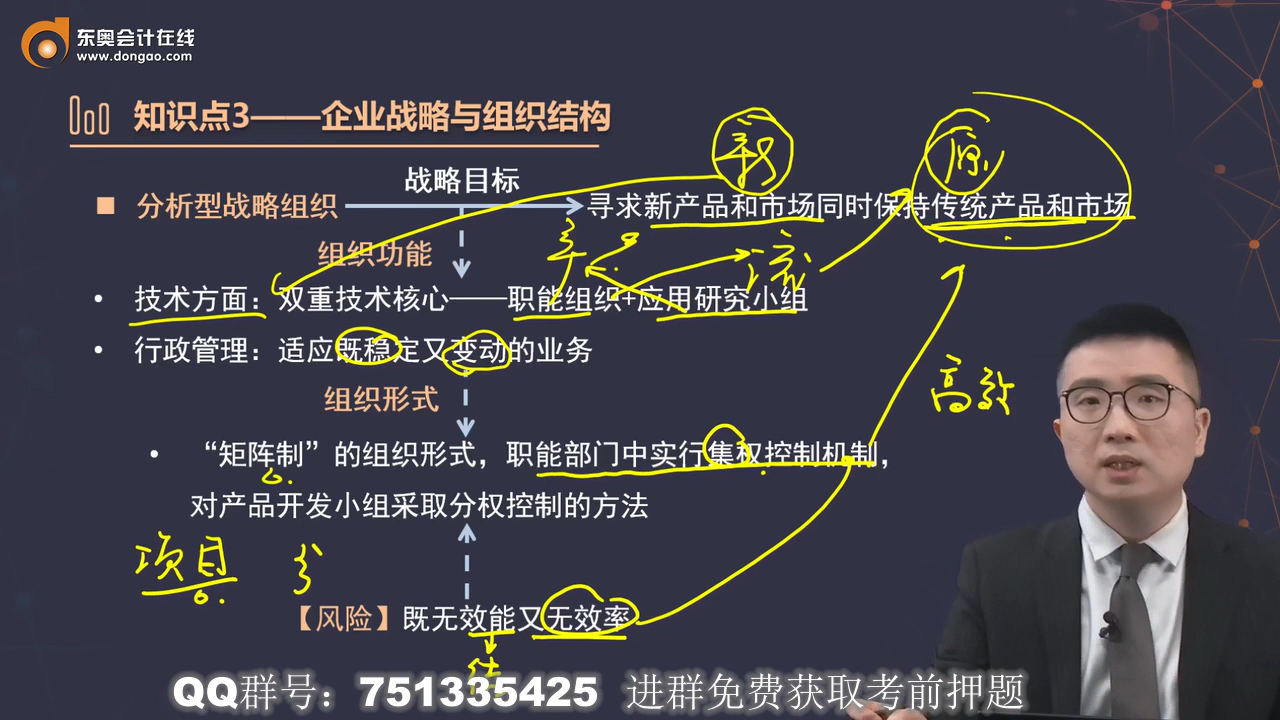 东奥会计在线
www.dongao.com
知识点3——企业战略与组织结构
战略目标
■ 分析型战略组织
寻求新产品和市场同时保持传统产品和市场
组织功能
• 技术方面：双重技术核心——职能组织+应用研究小组
• 行政管理：适应既稳定又变动的业务
组织形式
高效
• “矩阵制”的组织形式，职能部门中实行集权控制机制，
对产品开发小组采取分权控制的方法
项目
【风险】既无效能又无效率
QQ群号：751335425 进群免费获取考前押题